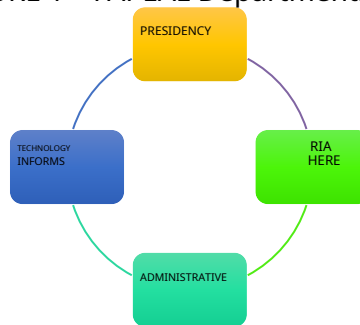 PRESIDENCY
TECHNOLOGY
INFORMS
RIA
HERE
ADMINISTRATIVE